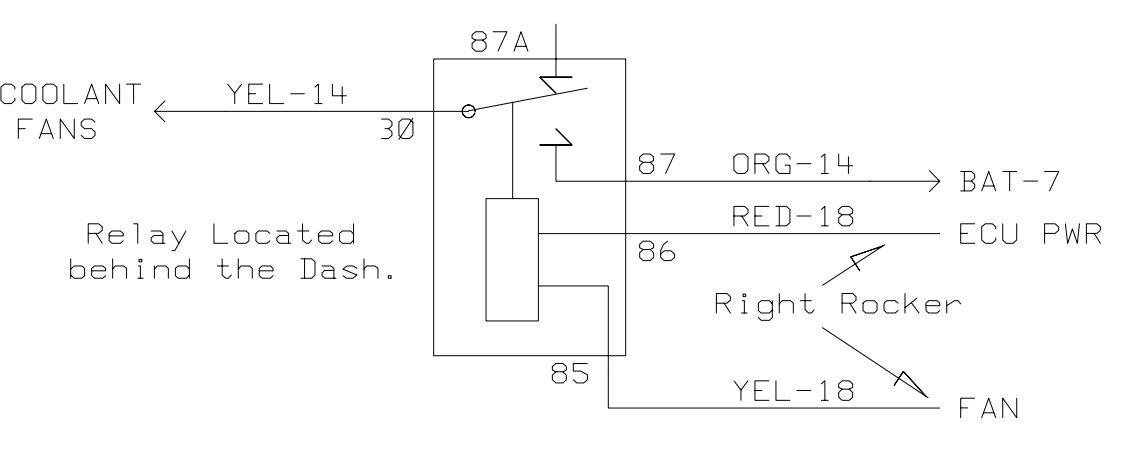 87A
COOLANT
FANS
YEL-14
30
87
ORG-14
BAT-7
RED-18
86
ECU PWR
Relay Located
behind the Dash.
Right Rocker
85
YEL-18
FAN